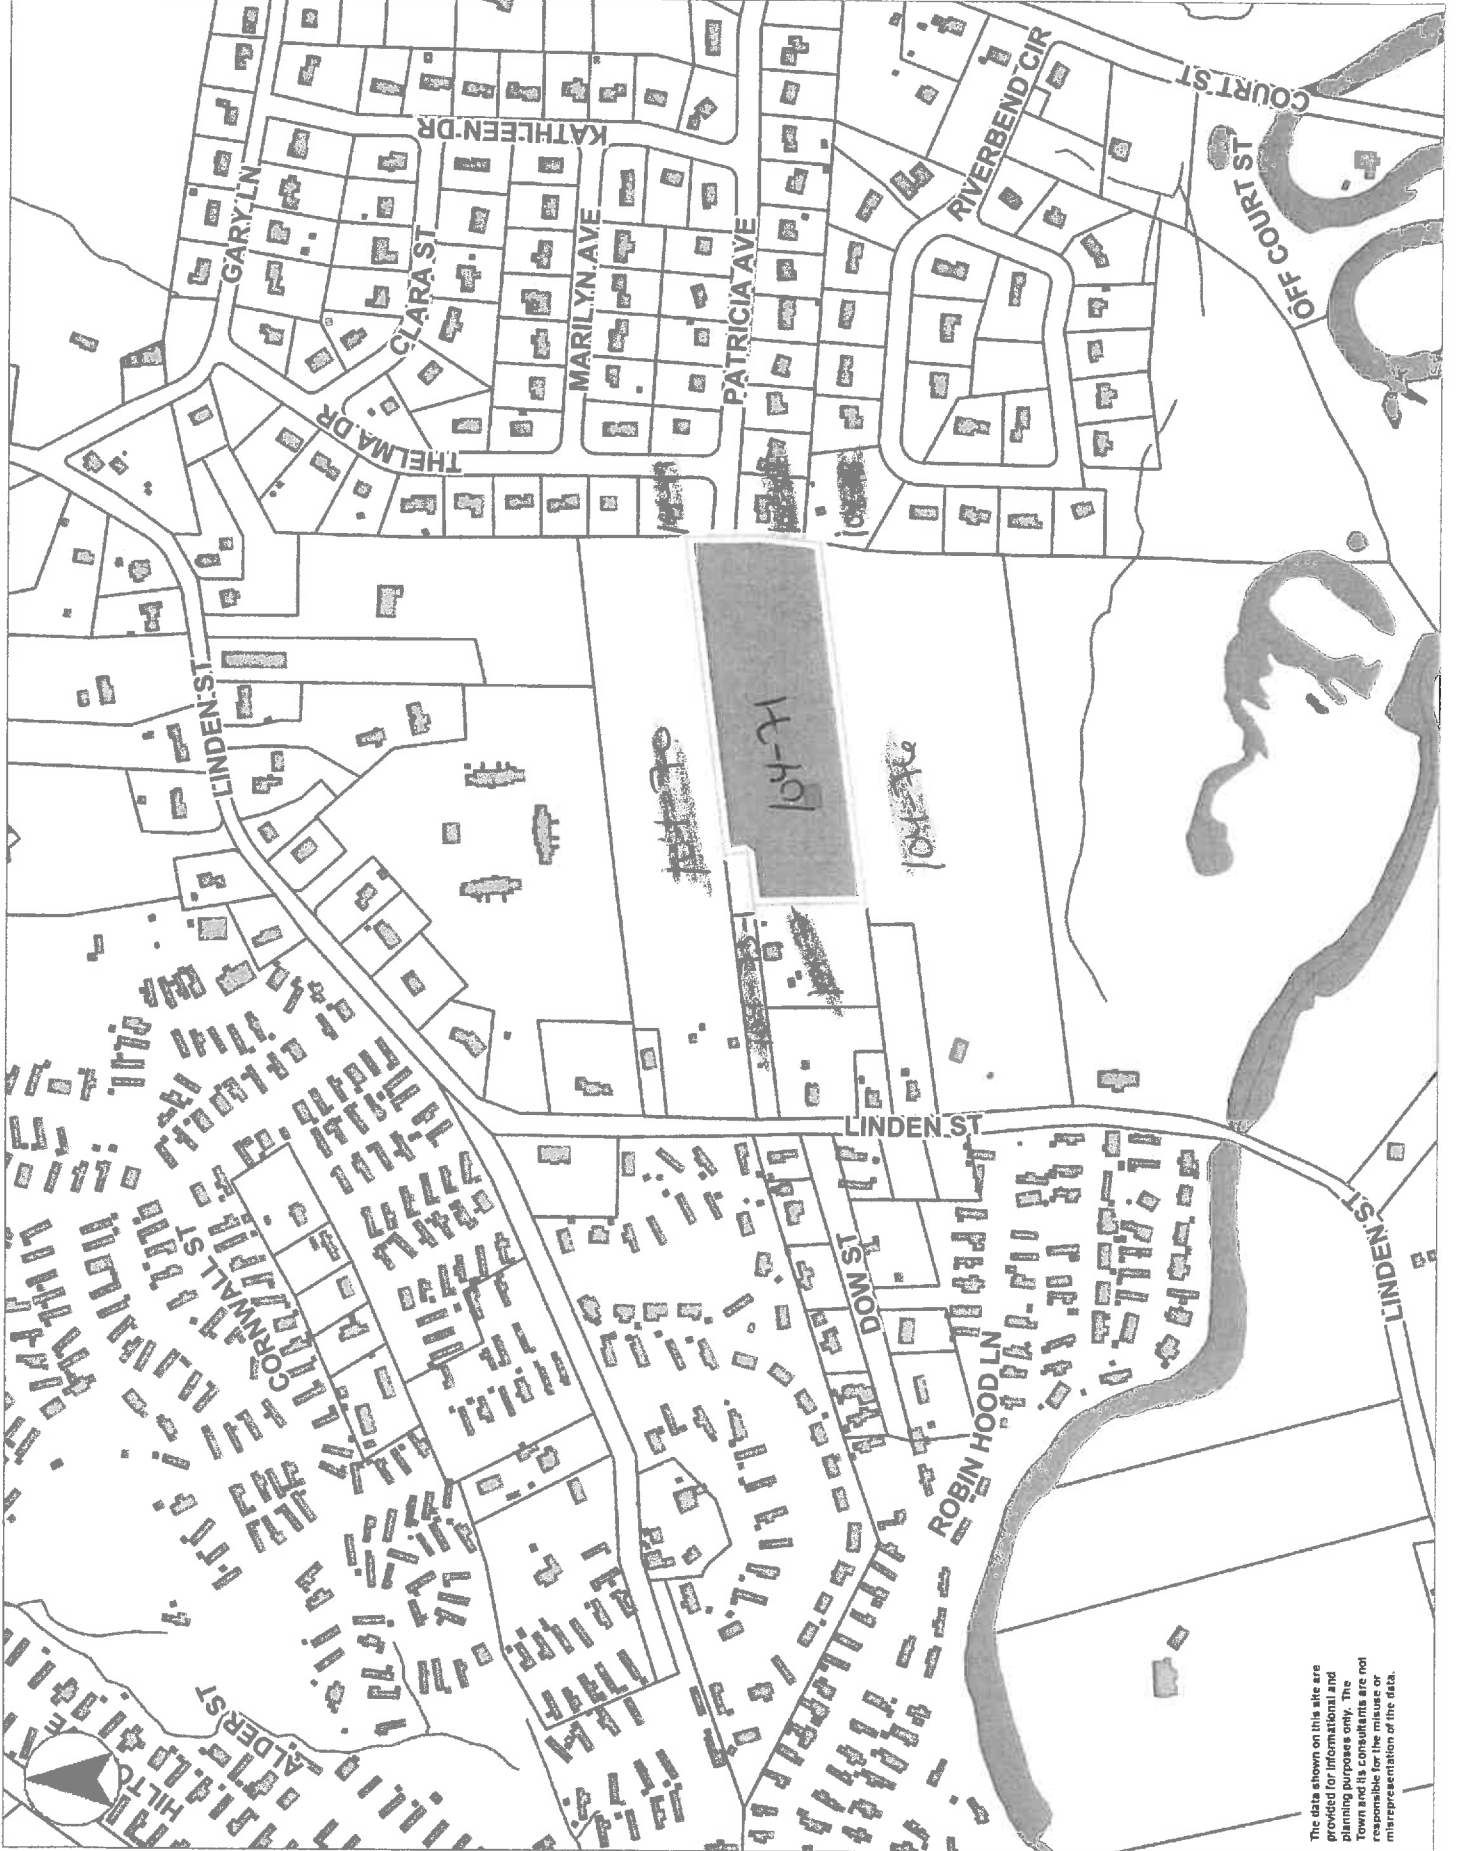 COURT ST
RIVERBEND CIR
KATHLEEN DR
OFF COURT ST
GARY LN
CLARA ST
MARILYN AVE
PATRICIA AVE
THELMA DR
LINDEN ST
104-71
LINDEN ST
LINDEN ST
CORNWALL ST
DOW ST
ROBIN HOOD LN
ALDER ST
The data shown on this site are
provided for informational and
planning purposes only. The
Town and its consultants are not
responsible for the misuse or
misrepresentation of the data.